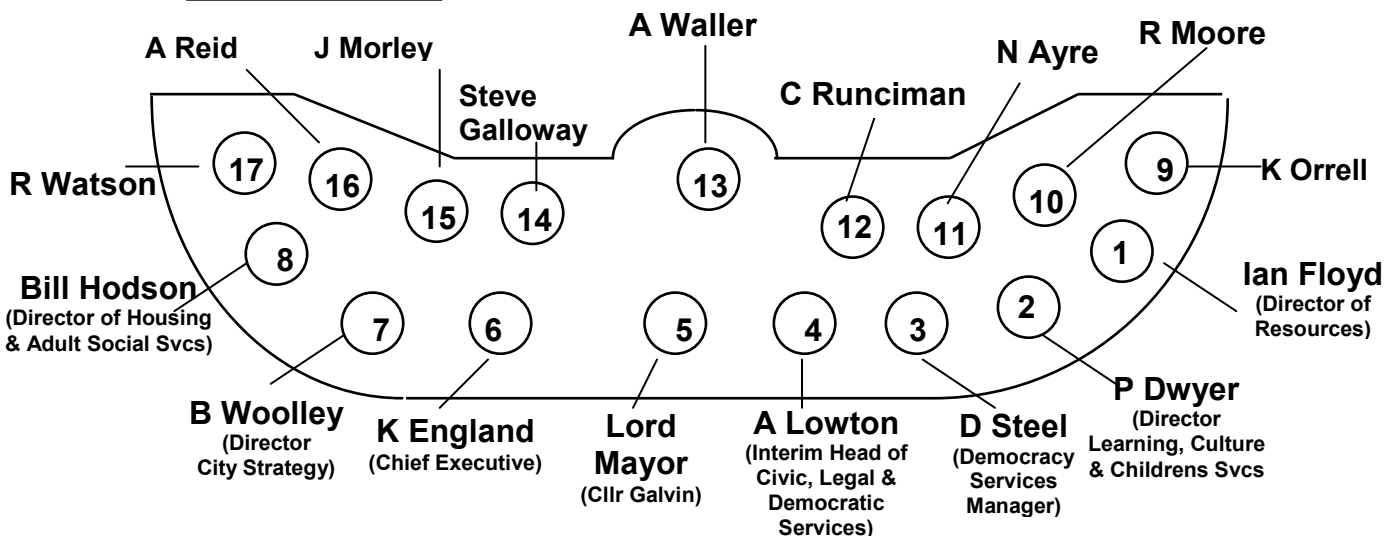 A Waller
R Moore
A Reid
J Morley
N Ayre
Steve
Galloway
C Runciman
17
16
15
14
13
12
11
10
9
R Watson
K Orrell
8
1
Bill Hodson
(Director of Housing
& Adult Social Svcs)
Ian Floyd
(Director of
Resources)
7
6
5
4
3
2
B Woolley
(Director
City Strategy)
K England
(Chief Executive)
Lord
Mayor
(Cllr Galvin)
A Lowton
(Interim Head of
Civic, Legal &
Democratic
Services)
D Steel
(Democracy
Services
Manager)
P Dwyer
(Director
Learning, Culture
& Childrens Svcs